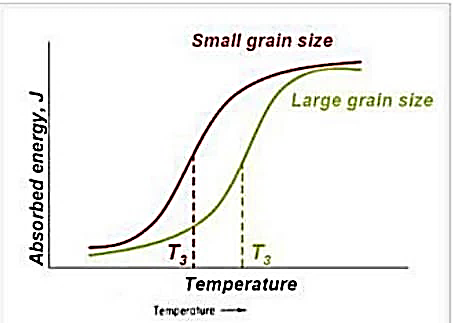 Small grain size
Large grain size
Absorbed energy, J
T3 T3
Temperature
Temperature